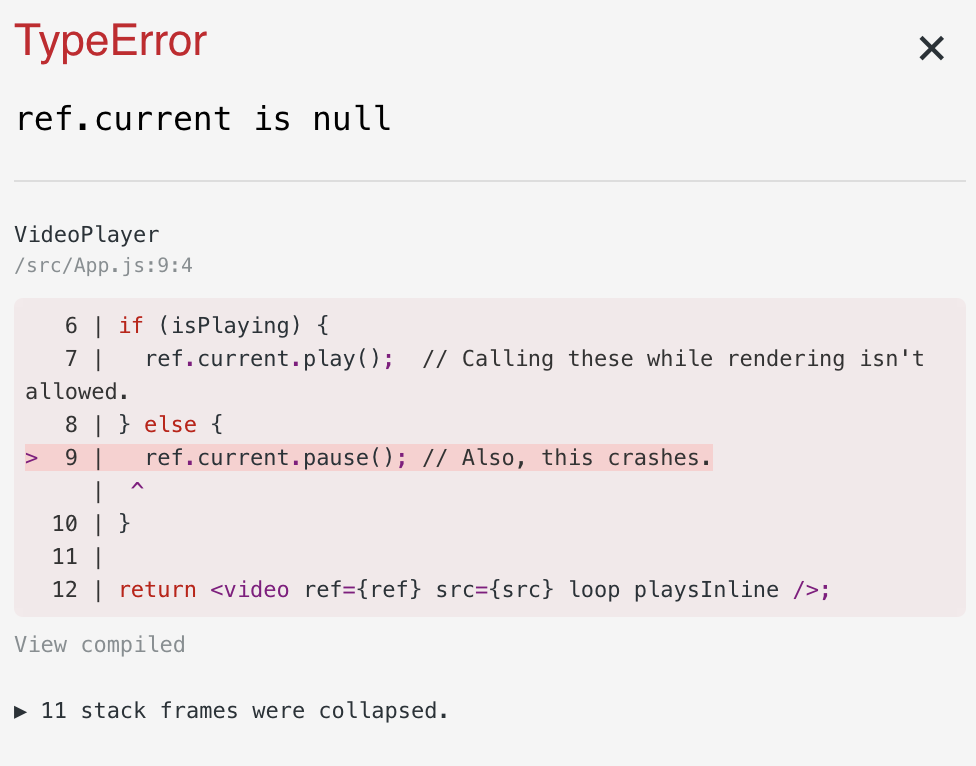 TypeError
ref.current is null
VideoPlayer
/src/App.js:9:4
6 | if (isPlaying) {
7 |   ref.current.play();  // Calling these while rendering isn't
allowed.
8 | } else {
> 9 |   ref.current.pause(); // Also, this crashes.
|  ^
10 | }
11 |
12 | return <video ref={ref} src={src} loop playsInline />;
View compiled
▶ 11 stack frames were collapsed.